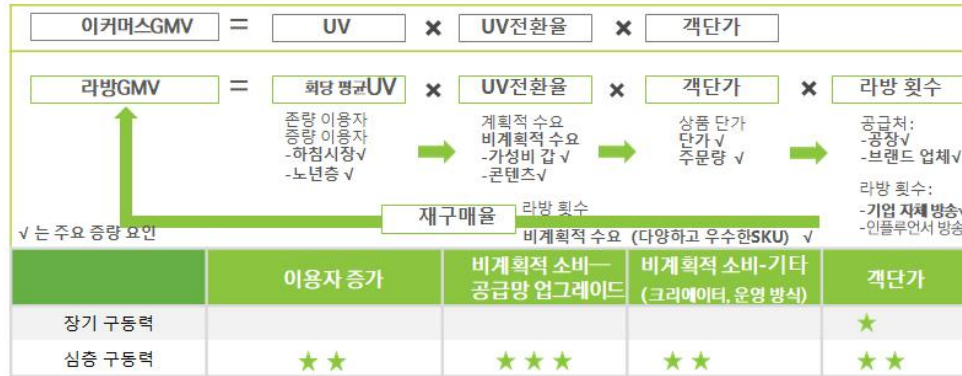 이커머스GMV = UV × UV전환율 × 객단가
라방GMV = 회당 평균UV × UV전환율 × 객단가 × 라방 횟수
존량 이용자
증량 이용자
-하침시장√
-노년층 √
계획적 수요
비계획적 수요
-가성비 갑 √
-콘텐츠√
상품 단가
단가 √
주문량 √
공급처:
-공장√
-브랜드 업체√
라방 횟수:
-기업 자체 방송√
-인플루언서 방송
재구매율
라방 횟수
비계획적 수요 (다양하고 우수한SKU) √
√ 는 주요 증량 요인
이용자 증가
비계획적 소비—
공급망 업그레이드
비계획적 소비-기타
(크리에이터, 운영 방식)
객단가
장기 구동력 ★
심층 구동력 ★★ ★★★ ★★ ★★